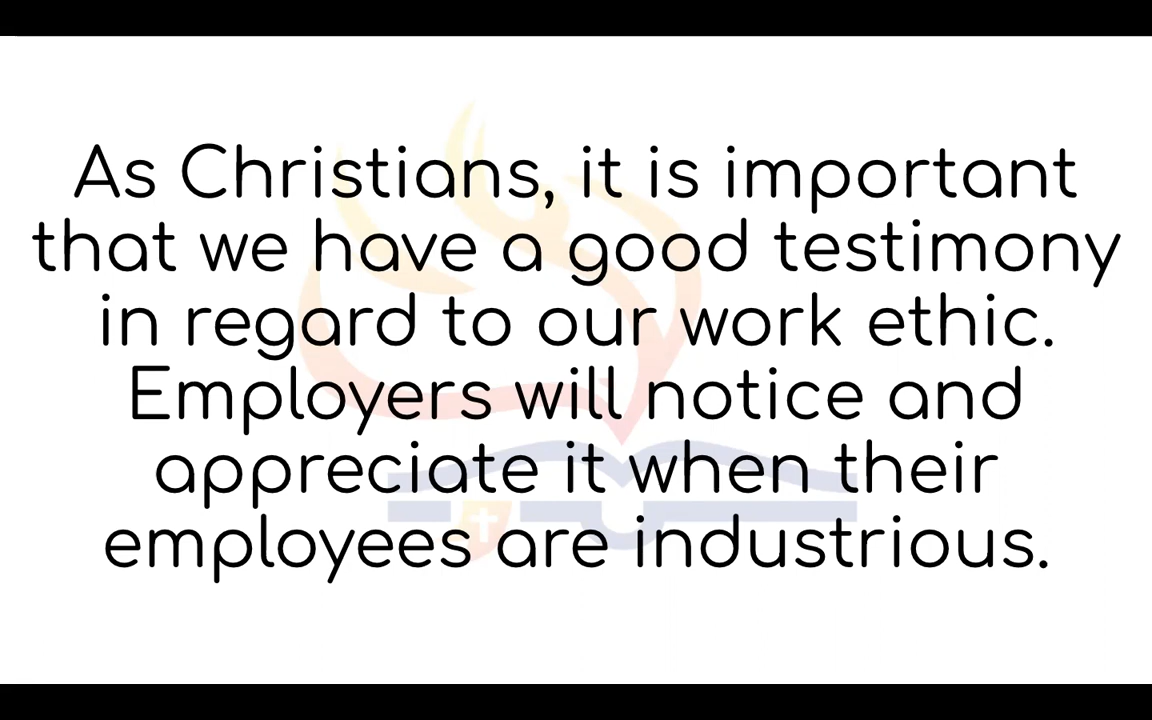 As Christians, it is important
that we have a good testimony
in regard to our work ethic.
Employers will notice and
appreciate it when their
employees are industrious.